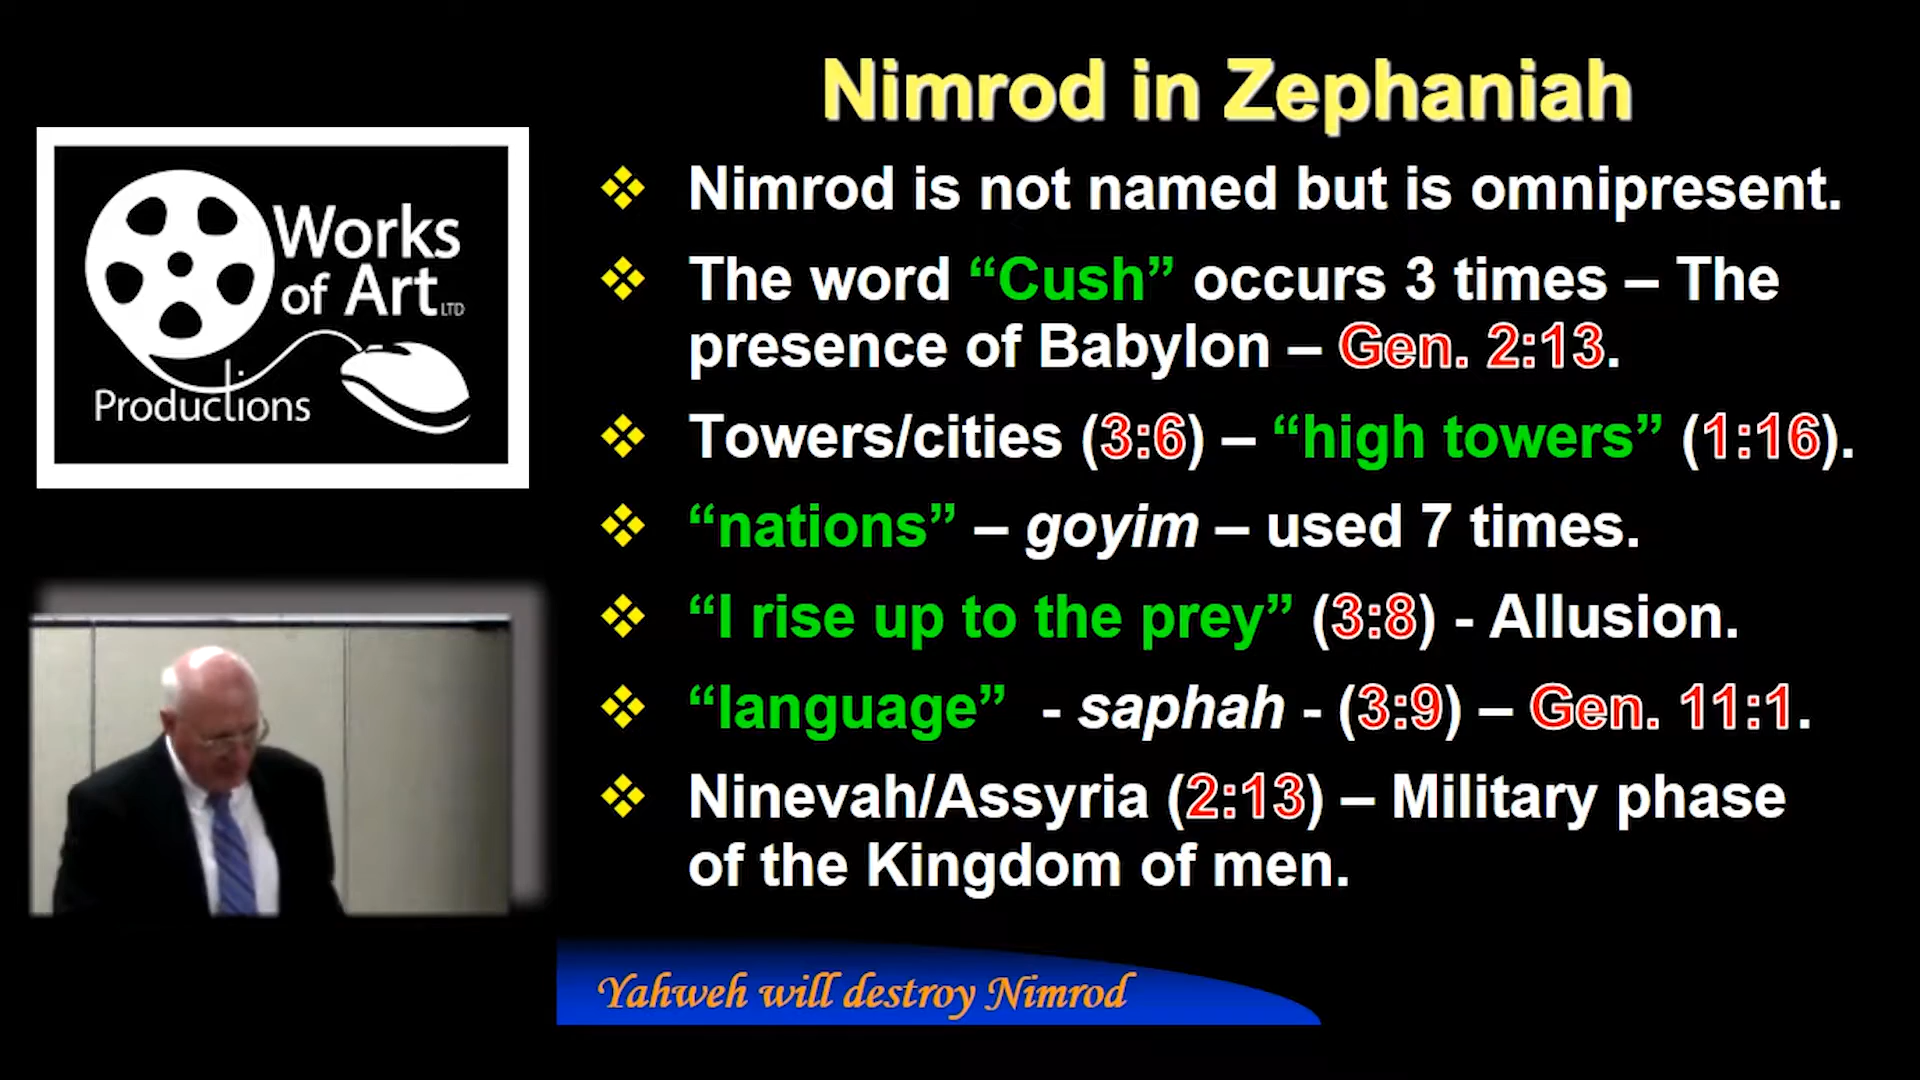 Nimrod in Zephaniah
Works
of Art LTD
Productions
Nimrod is not named but is omnipresent.
The word “Cush” occurs 3 times – The
presence of Babylon – Gen. 2:13.
Towers/cities (3:6) – “high towers” (1:16).
“nations” – goyim – used 7 times.
“I rise up to the prey” (3:8) - Allusion.
“language” - saphah - (3:9) – Gen. 11:1.
Ninevah/Assyria (2:13) – Military phase
of the Kingdom of men.
Yahweh will destroy Nimrod